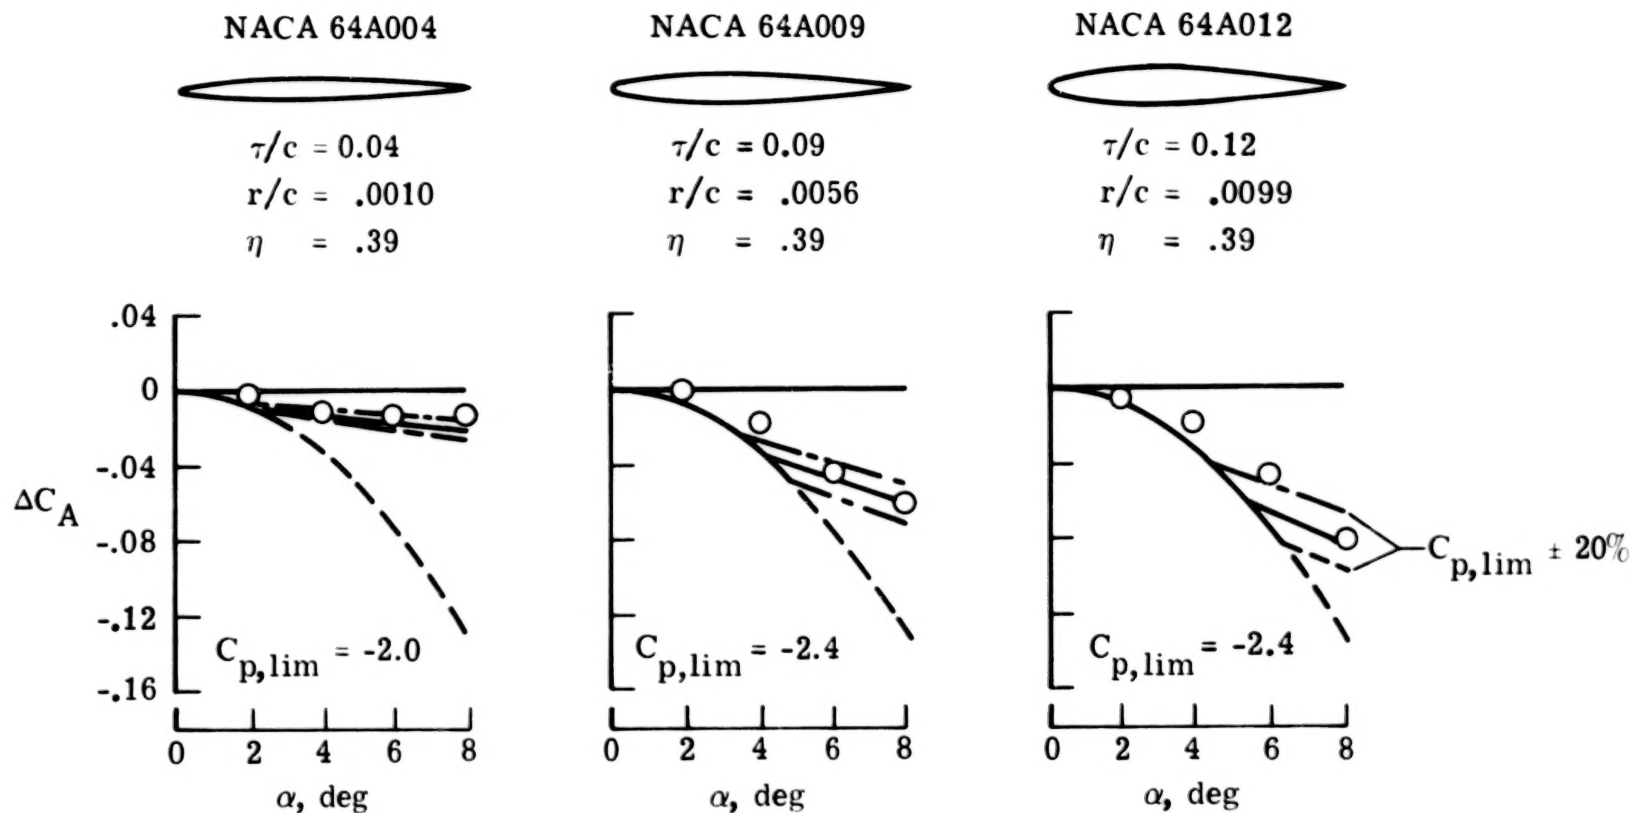 NACA 64A004
NACA 64A009
NACA 64A012
τ/c = 0.04
r/c = .0010
η = .39
τ/c = 0.09
r/c = .0056
η = .39
τ/c = 0.12
r/c = .0099
η = .39
.04
0
-.04
-.08
-.12
-.16
ΔC_A
C_p,lim = -2.0
C_p,lim = -2.4
C_p,lim = -2.4
C_p,lim ± 20%
0 2 4 6 8
0 2 4 6 8
0 2 4 6 8
α, deg
α, deg
α, deg